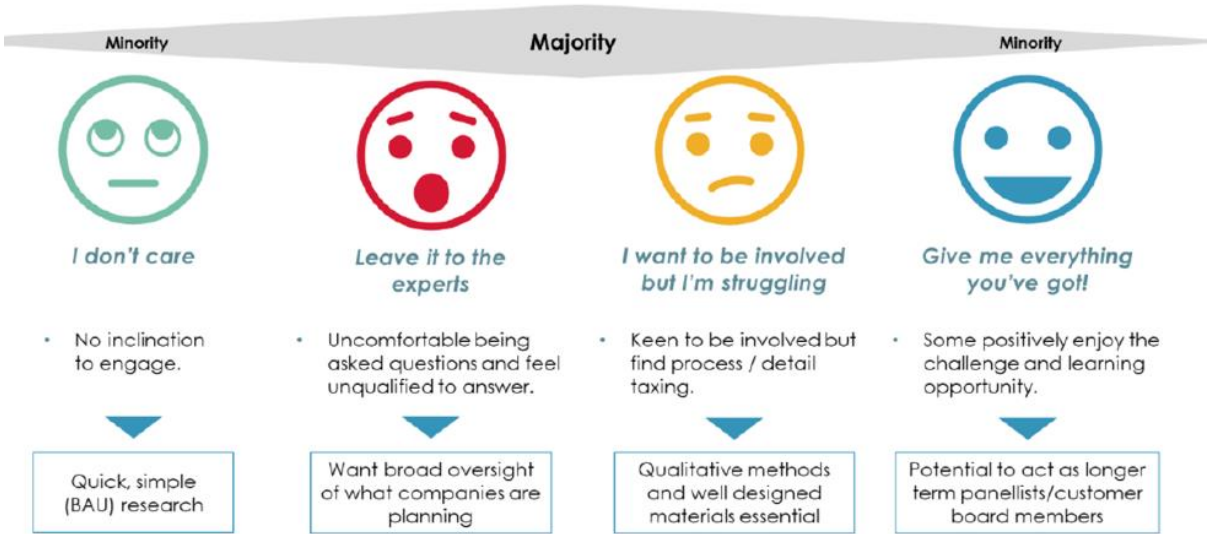 Minority
Majority
Minority
I don't care
Leave it to the
experts
I want to be involved
but I'm struggling
Give me everything
you've got!
• No inclination
to engage.
• Uncomfortable being
asked questions and feel
unqualified to answer.
• Keen to be involved but
find process / detail
taxing.
• Some positively enjoy the
challenge and learning
opportunity.
Quick, simple
(BAU) research
Want broad oversight
of what companies are
planning
Qualitative methods
and well designed
materials essential
Potential to act as longer
term panellists/customer
board members